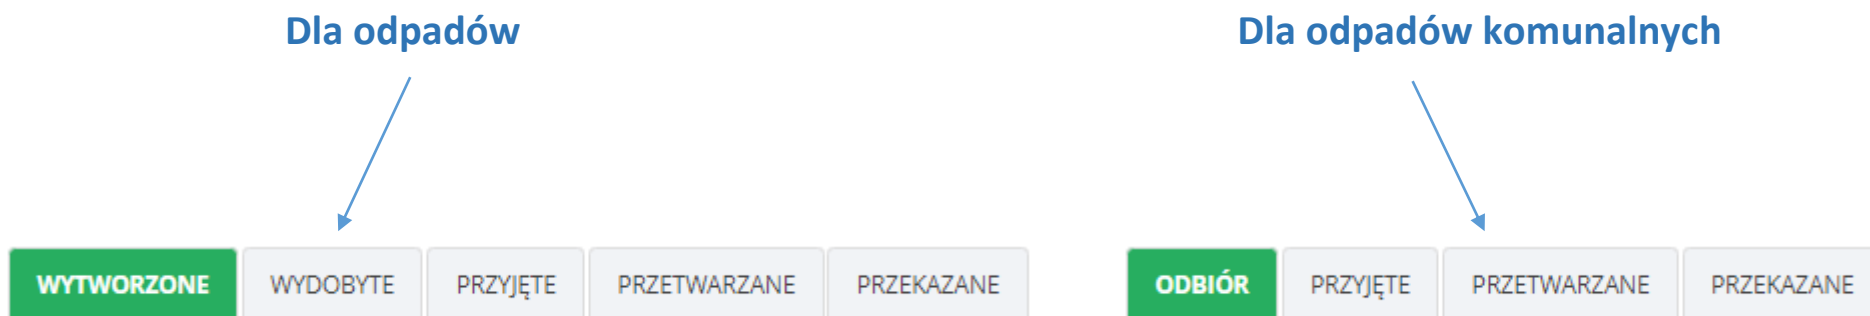 Dla odpadów
Dla odpadów komunalnych
WYTWORZONE WYDOBYTE PRZYJĘTE PRZETWARZANE PRZEKAZANE
ODBIÓR PRZYJĘTE PRZETWARZANE PRZEKAZANE